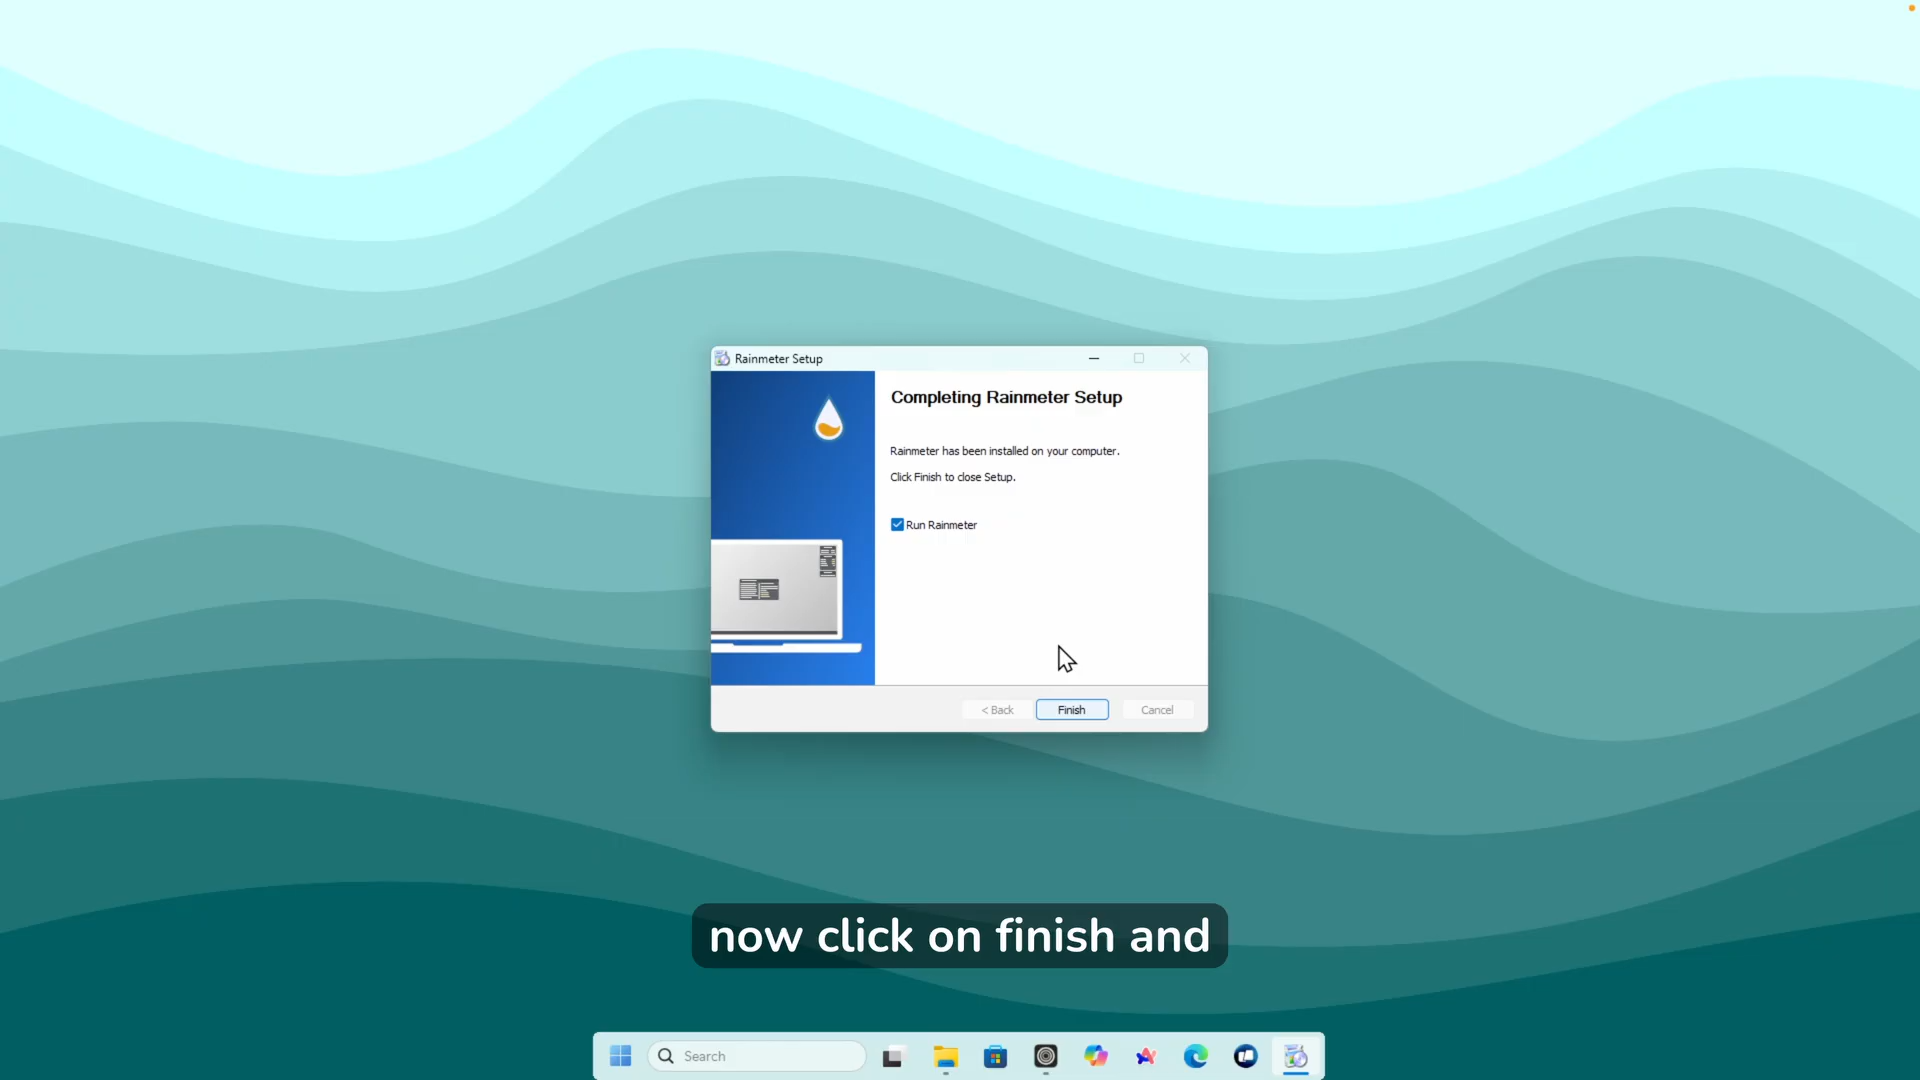 Rainmeter Setup
Completing Rainmeter Setup
Rainmeter has been installed on your computer.
Click Finish to close Setup.
Run Rainmeter
< Back
Finish
Cancel
now click on finish and
Search